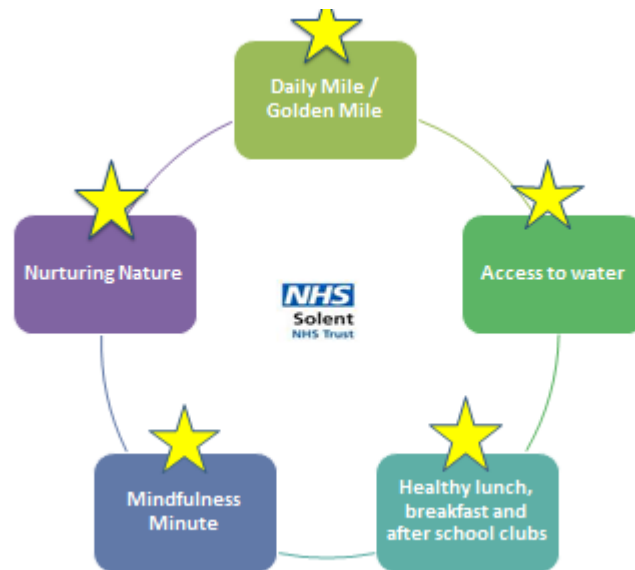 Daily Mile /
Golden Mile
Nurturing Nature
Access to water
NHS
Solent
NHS Trust
Mindfulness
Minute
Healthy lunch,
breakfast and
after school clubs